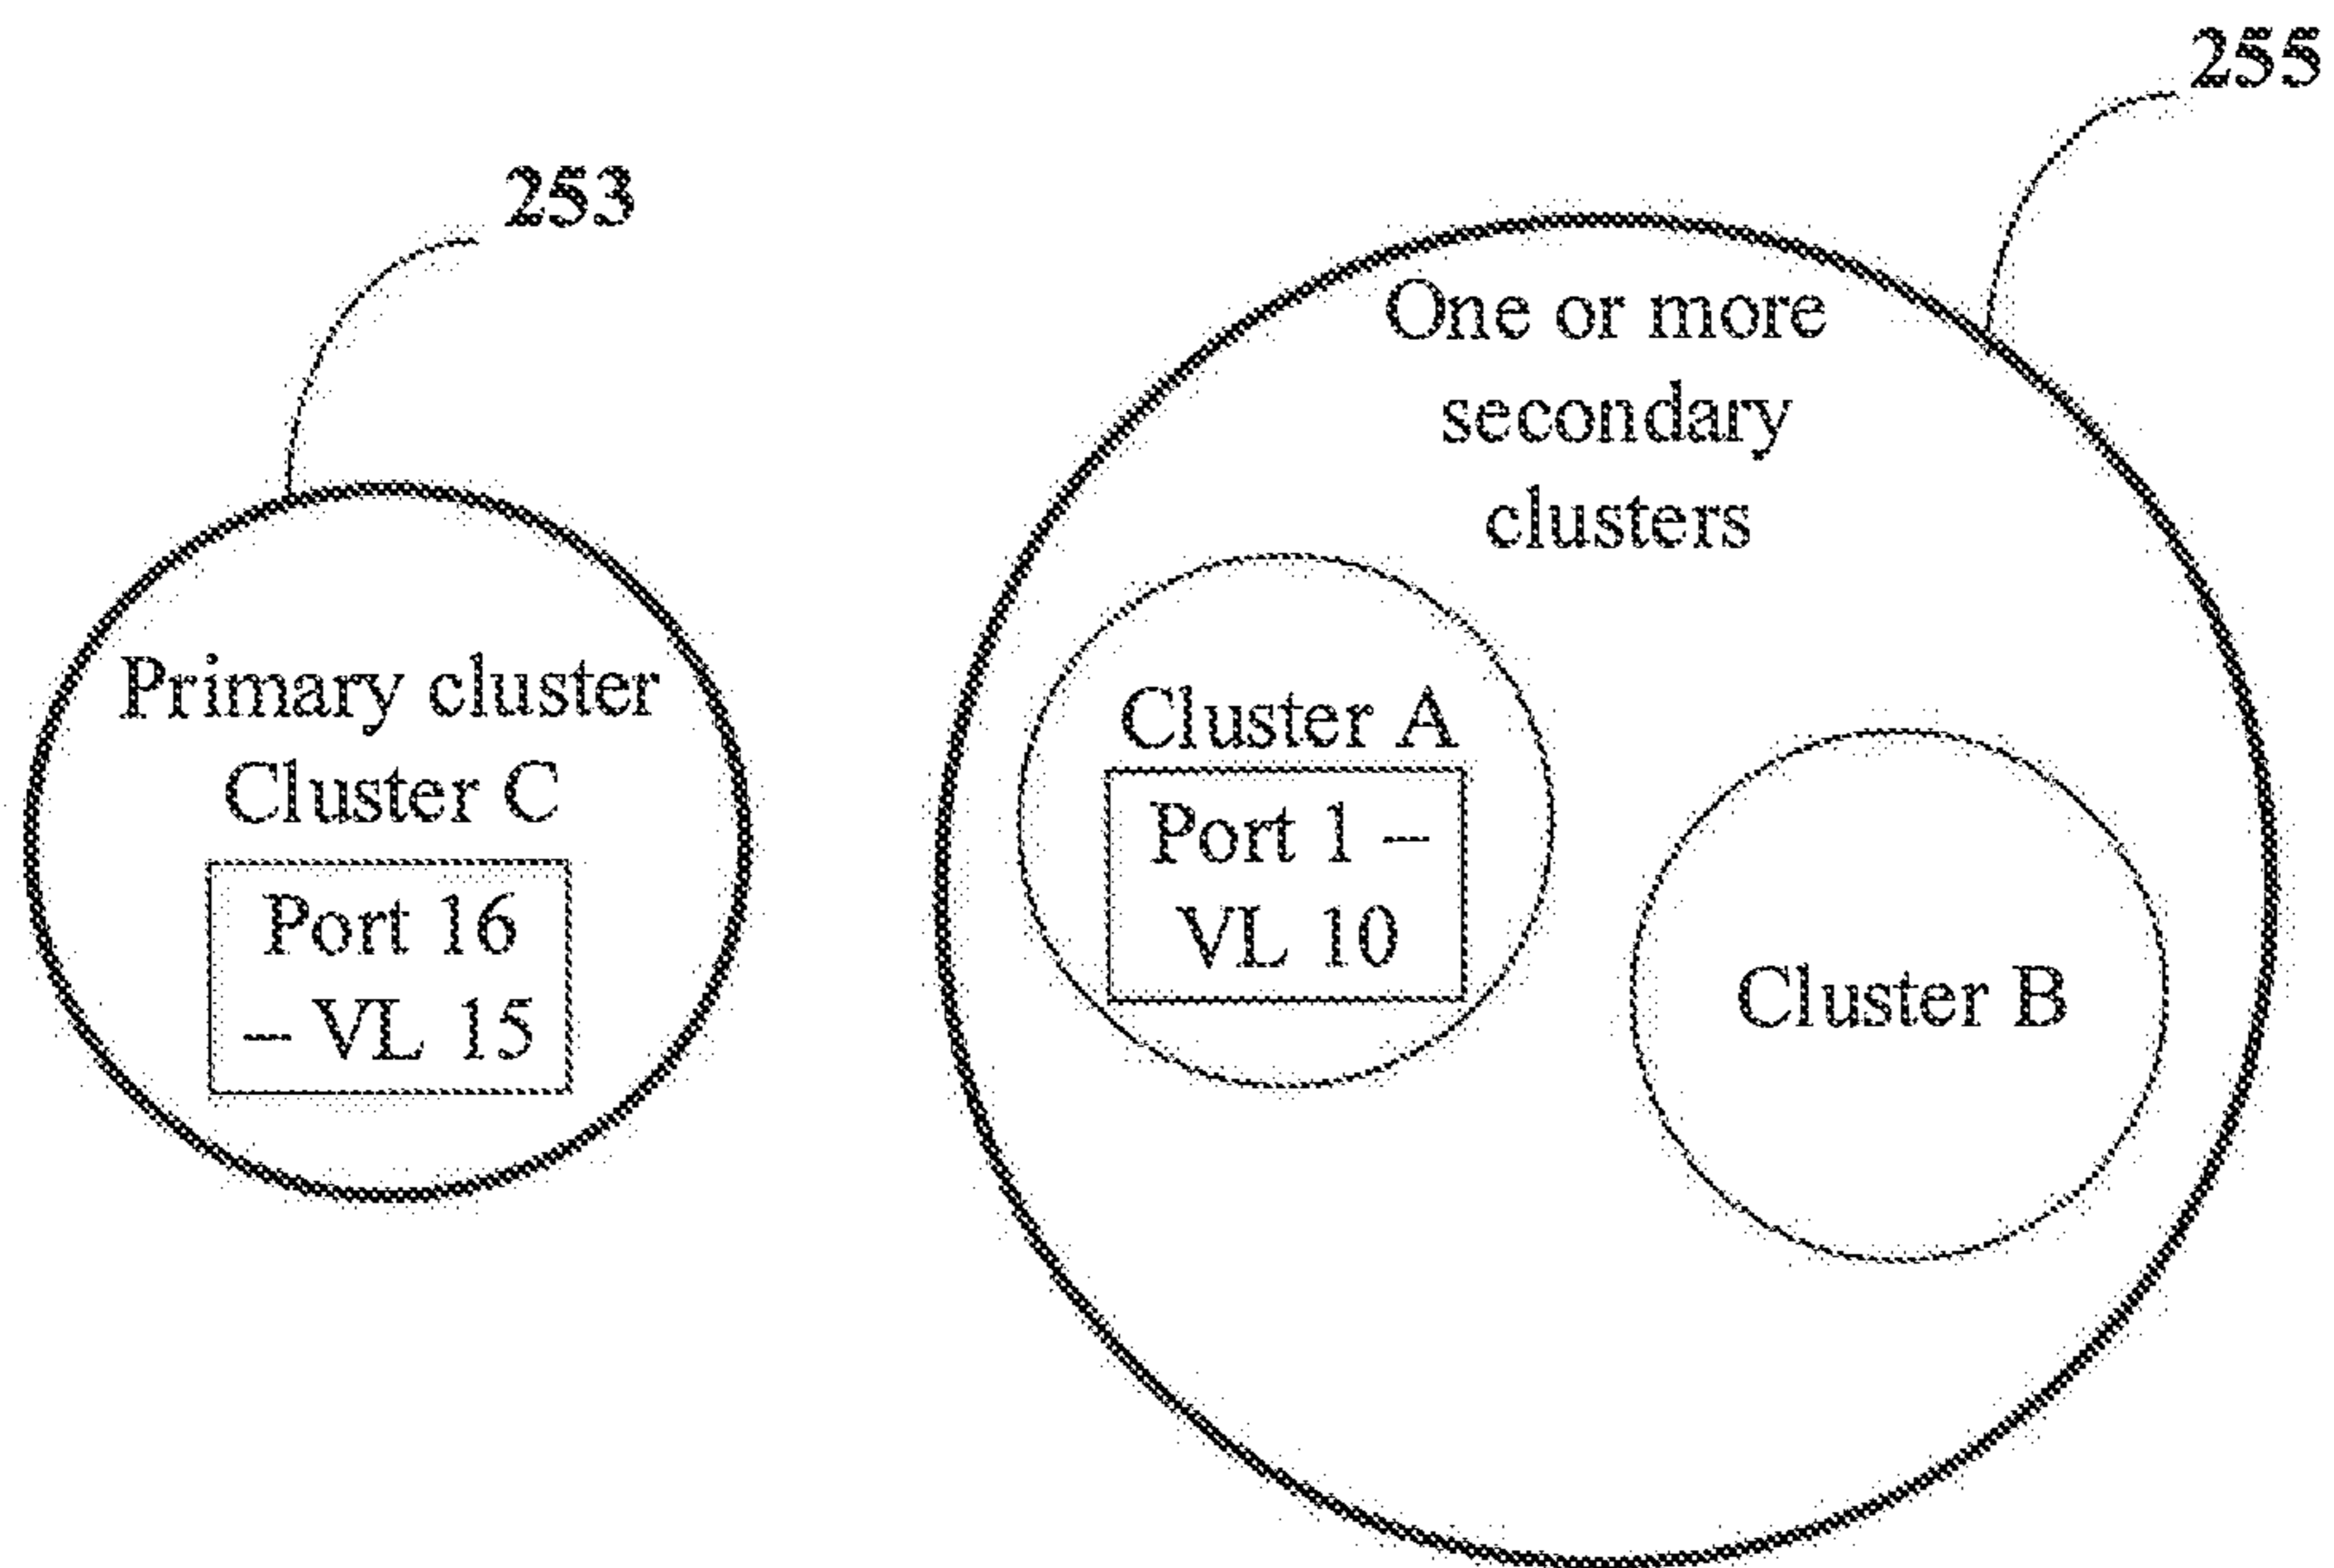 253
Primary cluster
Cluster C
Port 16
– VL 15
255
One or more
secondary
clusters
Cluster A
Port 1 –
VL 10
Cluster B